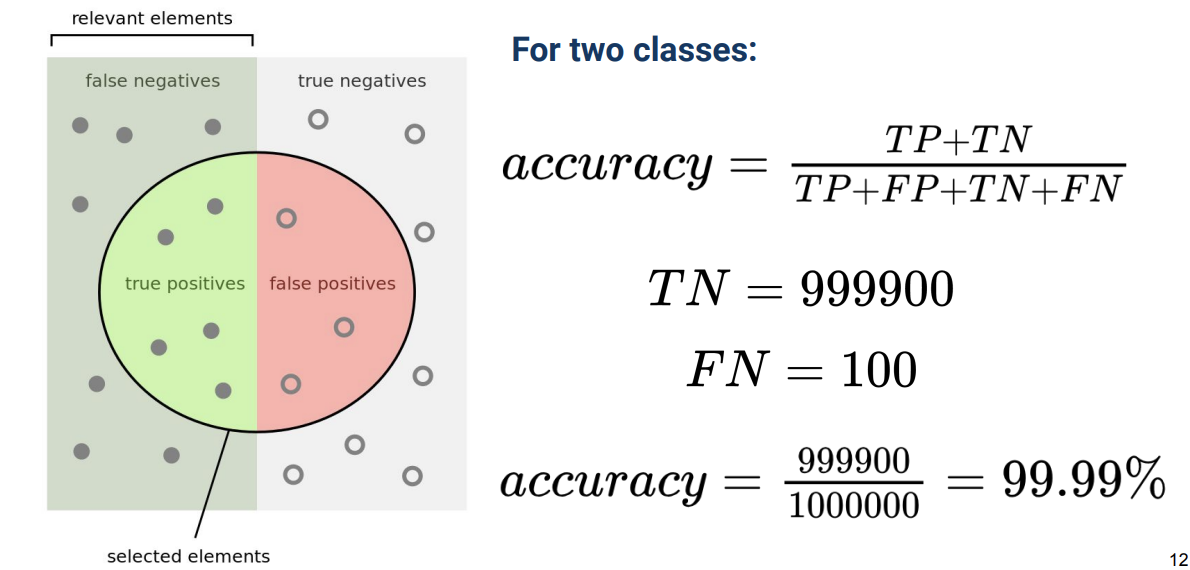 relevant elements
false negatives
true negatives
true positives
false positives
selected elements
For two classes:
accuracy = \frac{TP+TN}{TP+FP+TN+FN}
TN = 999900
FN = 100
accuracy = \frac{999900}{1000000} = 99.99%
12